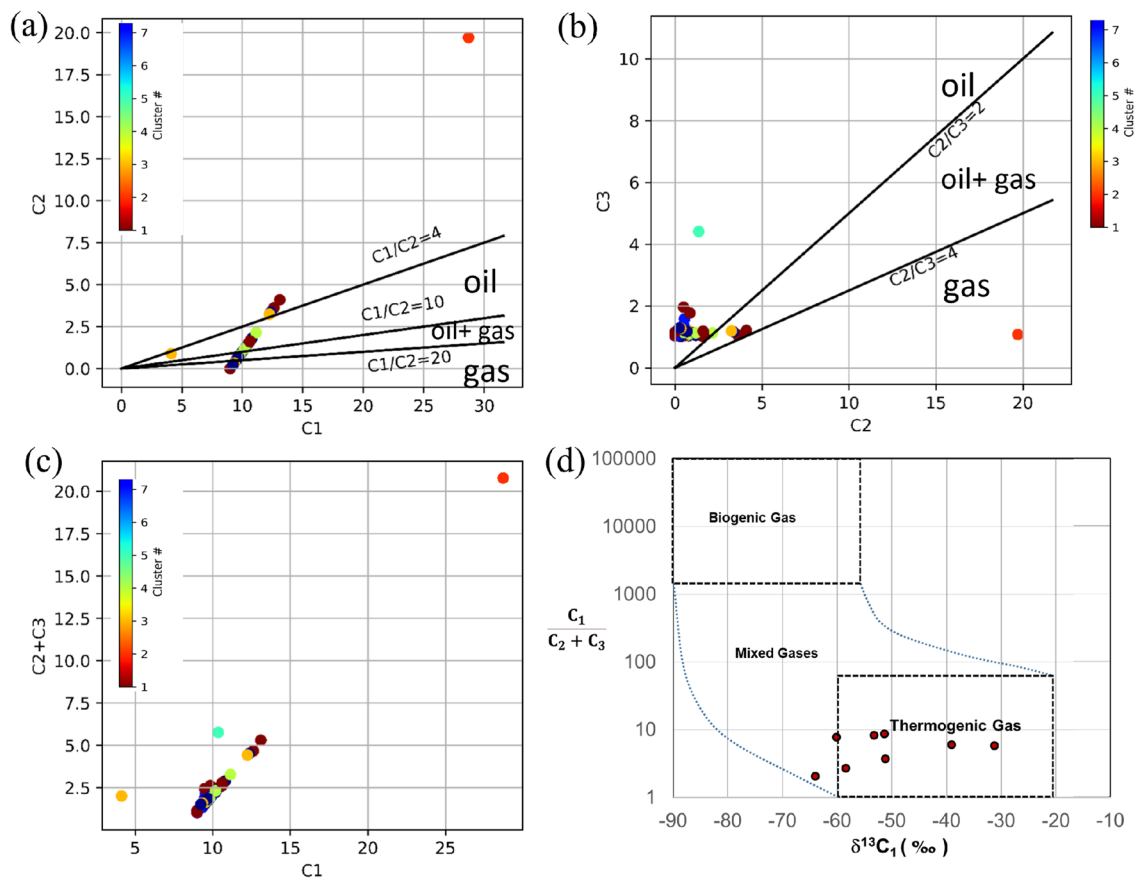 (a)
20.0
17.5
15.0
12.5
10.0
7.5
5.0
2.5
0.0
C2
7
6
5
4
3
2
1
Cluster #
C1/C2=4
oil
C1/C2=10
oil+ gas
C1/C2=20
gas
0 5 10 15 20 25 30
C1
(b)
10
8
6
4
2
0
C3
oil
C2/C3=2
oil+ gas
C2/C3=4
gas
0 5 10 15 20
C2
7
6
5
4
3
2
1
Cluster #
(c)
20.0
17.5
15.0
12.5
10.0
7.5
5.0
2.5
C2+C3
7
6
5
4
3
2
1
Cluster #
5 10 15 20 25
C1
(d)
100000
10000
1000
100
10
1
C₁
C₂ + C₃
Biogenic Gas
Mixed Gases
Thermogenic Gas
-90 -80 -70 -60 -50 -40 -30 -20 -10
δ¹³C₁ ( ‰ )